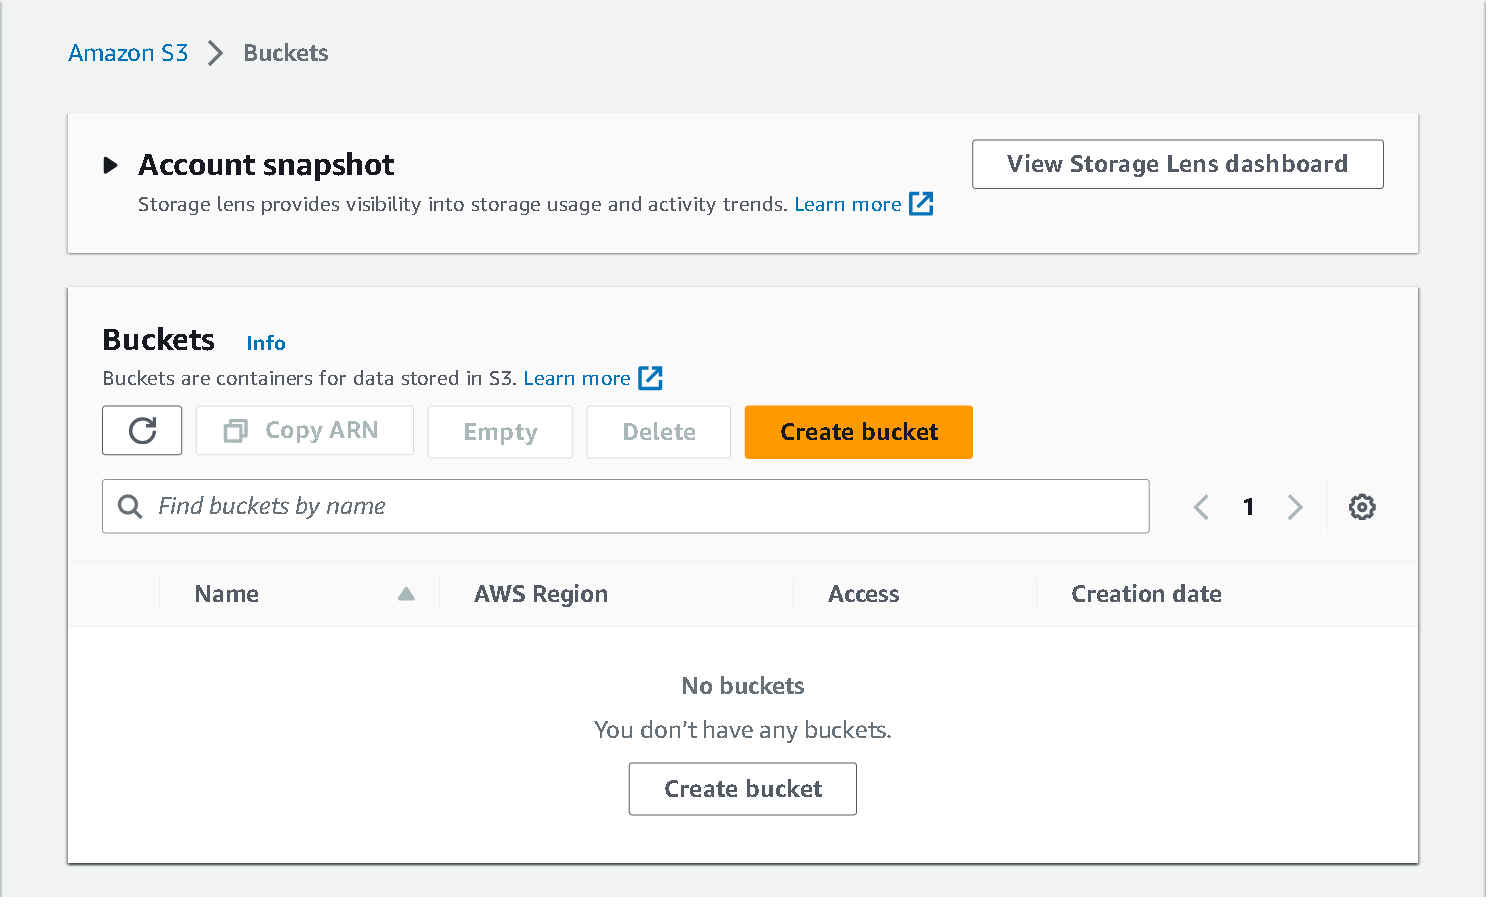 Amazon S3 > Buckets
Account snapshot
View Storage Lens dashboard
Storage lens provides visibility into storage usage and activity trends. Learn more
Buckets Info
Buckets are containers for data stored in S3. Learn more
Copy ARN Empty Delete Create bucket
Find buckets by name 1
Name AWS Region Access Creation date
No buckets
You don't have any buckets.
Create bucket